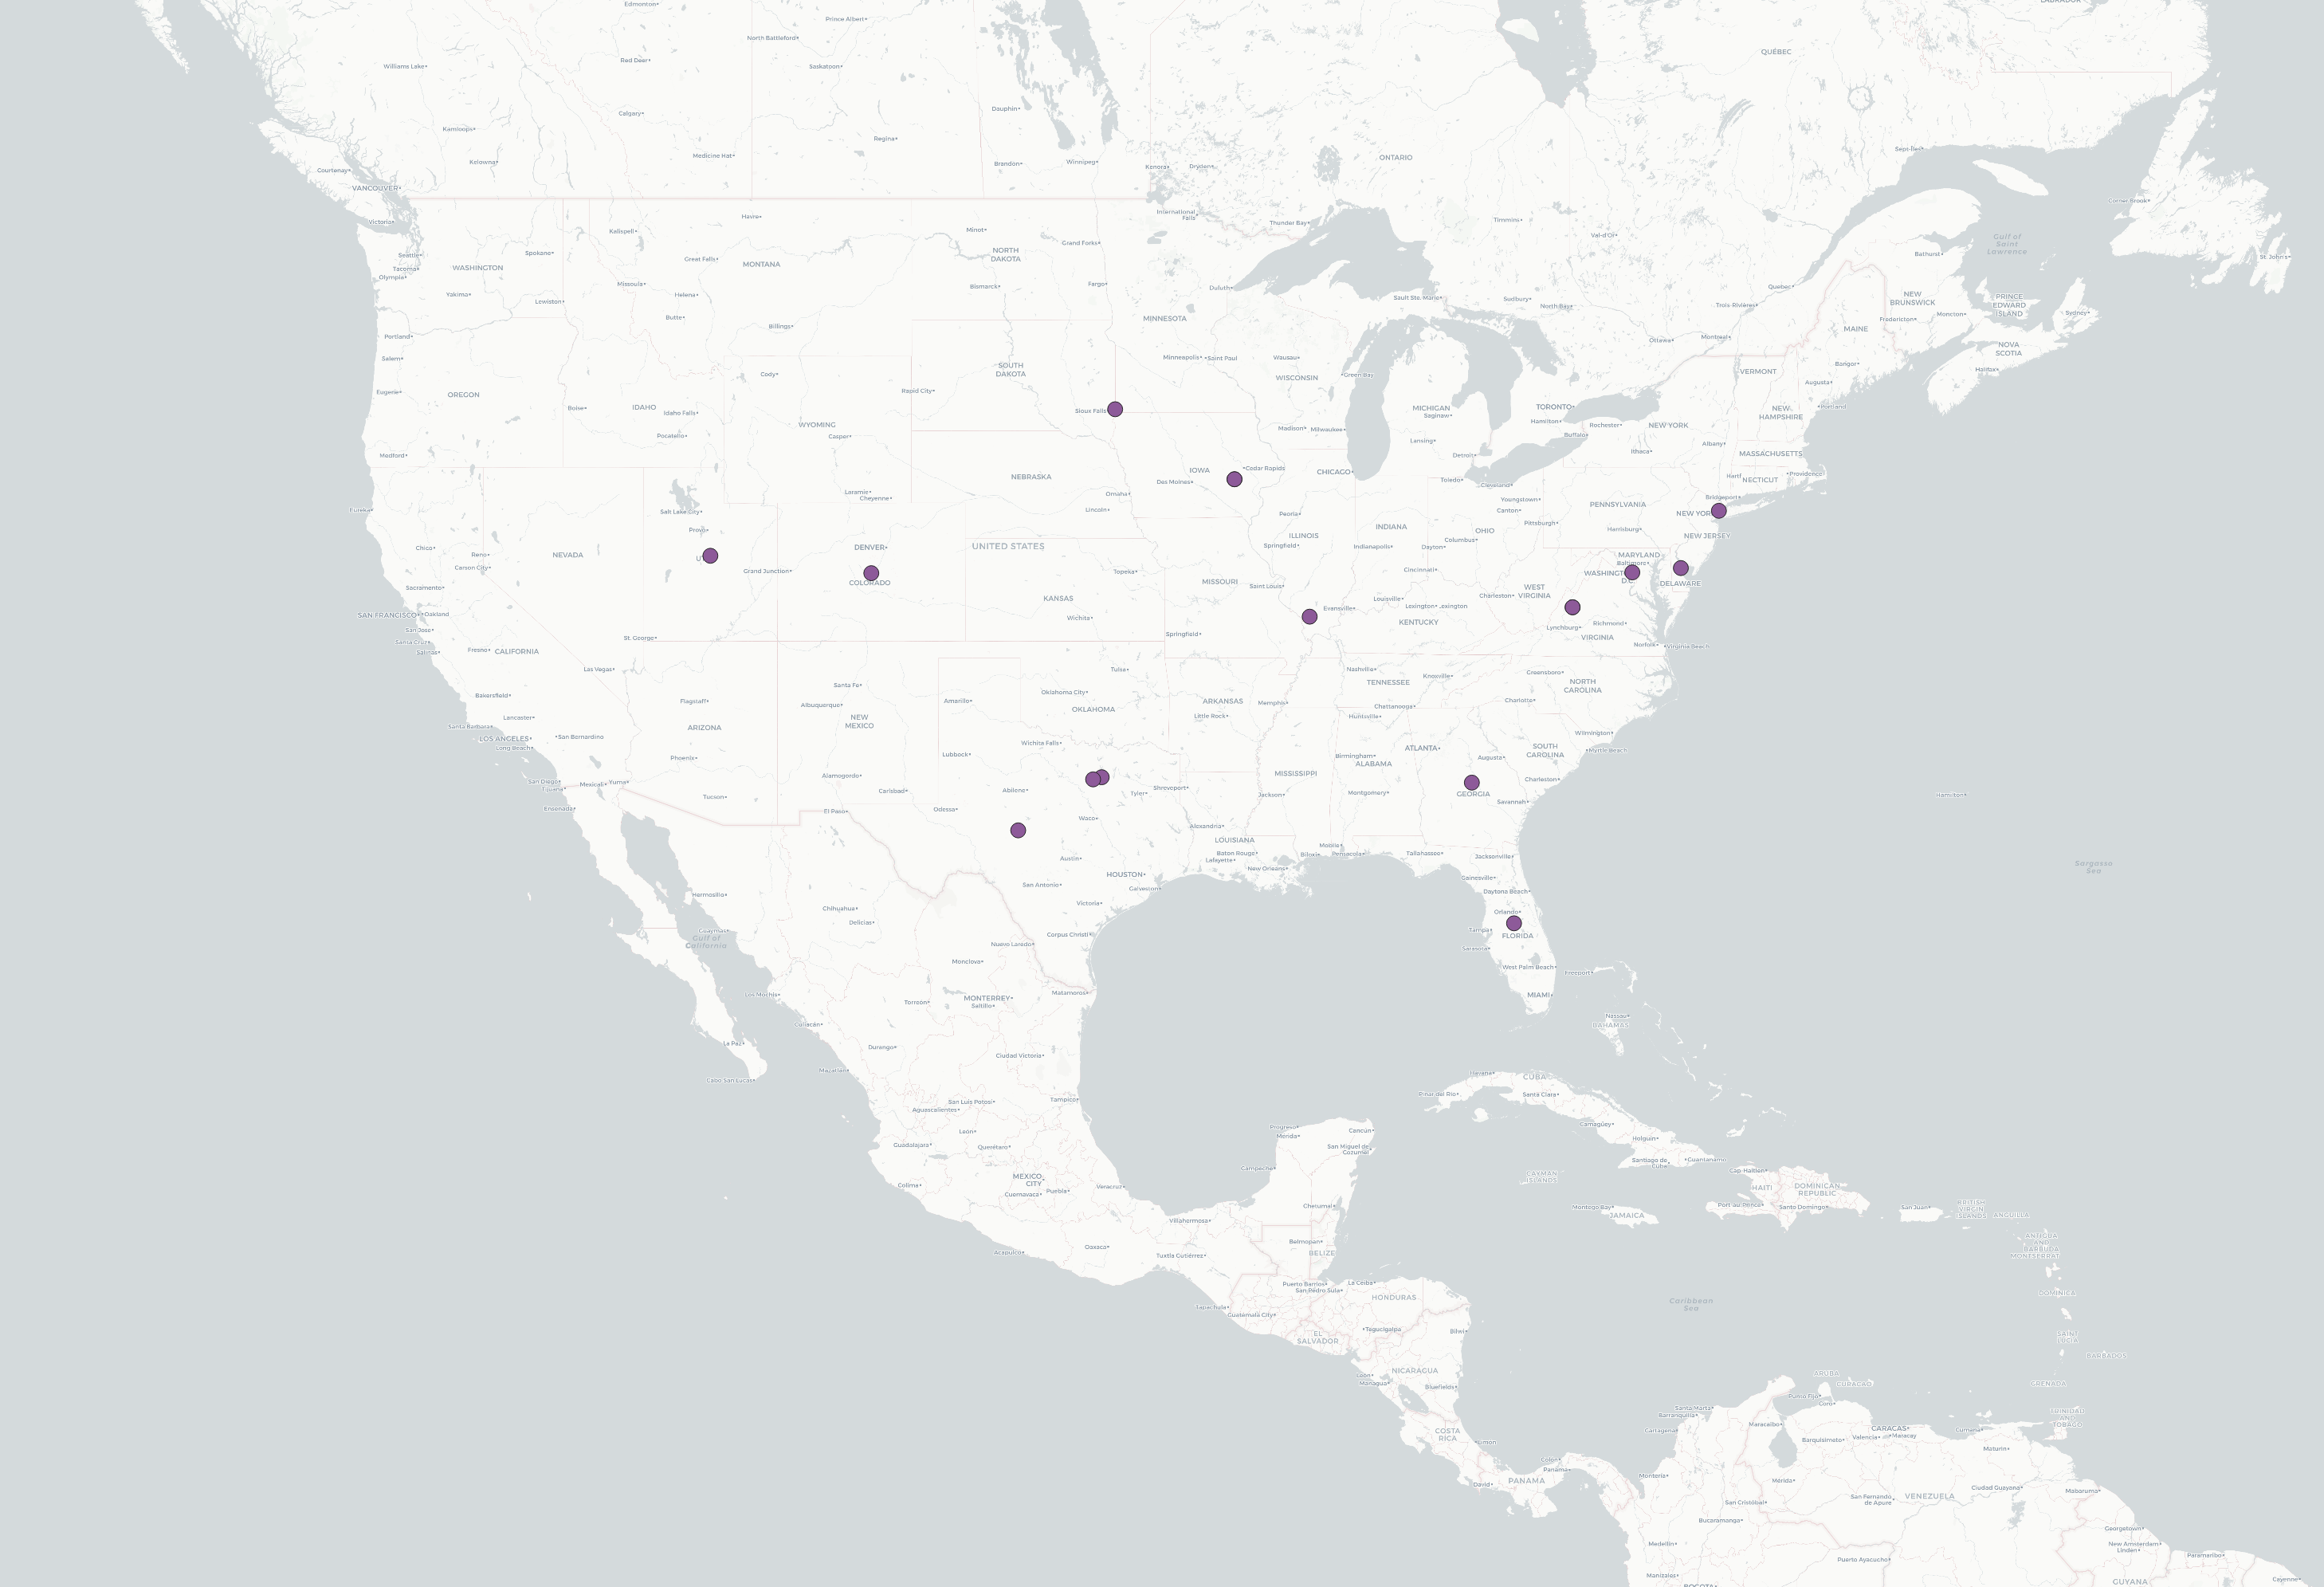 Edmonton
LABRADOR
Prince Albert
North Battleford
QUÉBEC
Williams Lake
Red Deer
Saskatoon
Dauphin
Calgary
Kamloops
Regina
Sept-Îles
Medicine Hat
ONTARIO
Kelowna
Brandon
Winnipeg
Kenora
Dryden
Courtenay
VANCOUVER
Corner Brook
International
Falls
Havre
Victoria
Thunder Bay
Timmins
Minot
Kalispell
Val-d'Or
Gulf of
Saint
Lawrence
Grand Forks
NORTH
DAKOTA
Spokane
Bathurst
Seattle
St. John's
Great Falls
MONTANA
Tacoma
WASHINGTON
Olympia
Missoula
Bismarck
Fargo
Duluth
Quebec
Yakima
Helena
Lewiston
Sault Ste. Marie
Sudbury
North Bay
Trois-Rivières
NEW
BRUNSWICK
PRINCE
EDWARD
ISLAND
Moncton
Sydney
Butte
MINNESOTA
Fredericton
Billings
MAINE
Portland
Montreal
Ottawa
NOVA
SCOTIA
Salem
Minneapolis
Saint Paul
Wausau
Bangor
SOUTH
DAKOTA
Halifax
Cody
Green Bay
WISCONSIN
VERMONT
Augusta
Eugene
Rapid City
OREGON
Boise
IDAHO
Idaho Falls
Sioux Falls
MICHIGAN
Saginaw
TORONTO
NEW
HAMPSHIRE
Portland
Hamilton
WYOMING
Madison
Milwaukee
Rochester
NEW YORK
Pocatello
Casper
Buffalo
Lansing
Albany
Medford
Ithaca
MASSACHUSETTS
Detroit
IOWA
Cedar Rapids
CHICAGO
Providence
NEBRASKA
Des Moines
Toledo
Cleveland
Hartf
NECTICUT
Laramie
Cheyenne
Omaha
Youngstown
Bridgeport
PENNSYLVANIA
Eureka
Salt Lake City
Lincoln
Peoria
Canton
NEW YOR
Pittsburgh
Provo
INDIANA
OHIO
Harrisburg
ILLINOIS
NEW JERSEY
Columbus
Chico
Reno
NEVADA
U
DENVER
UNITED STATES
Springfield
Indianapolis
Dayton
MARYLAND
Baltimore
Carson City
Grand Junction
Topeka
Cincinnati
WASHINGT
D.C.
COLORADO
MISSOURI
DELAWARE
Sacramento
Saint Louis
WEST
VIRGINIA
KANSAS
Louisville
Charleston
SAN FRANCISCO
Oakland
Evansville
Lexington
Lexington
Wichita
KENTUCKY
Richmond
San Jose
Lynchburg
Springfield
VIRGINIA
St. George
Santa Cruz
Norfolk
Virginia Beach
Salinas
Fresno
CALIFORNIA
Las Vegas
Tulsa
Nashville
Knoxville
Greensboro
TENNESSEE
NORTH
CAROLINA
Santa Fe
Bakersfield
Oklahoma City
Flagstaff
Albuquerque
Amarillo
ARKANSAS
Memphis
Chattanooga
Charlotte
OKLAHOMA
Lancaster
Little Rock
Huntsville
NEW
MEXICO
Santa Barbara
ARIZONA
Wilmington
LOS ANGELES
San Bernardino
Wichita Falls
Long Beach
ATLANTA
SOUTH
CAROLINA
Myrtle Beach
Lubbock
Birmingham
ALABAMA
Phoenix
Augusta
Alamogordo
MISSISSIPPI
San Diego
Tijuana
Mexicali
Yuma
Charleston
Carlsbad
Abilene
Tyler
Shreveport
Montgomery
Jackson
GEORGIA
Hamilton
Tucson
Savannah
Ensenada
El Paso
Odessa
Waco
Alexandria
LOUISIANA
Mobile
Baton Rouge
Biloxi
Pensacola
Tallahassee
Jacksonville
Austin
Lafayette
Sargasso
Sea
New Orleans
HOUSTON
Gainesville
San Antonio
Galveston
Hermosillo
Daytona Beach
Victoria
Chihuahua
Orlando
Delicias
Guaymas
Tampa
Corpus Christi
FLORIDA
Gulf of
California
Nuevo Laredo
Sarasota
Monclova
West Palm Beach
Freeport
Los Mochis
Matamoros
MIAMI
MONTERREY
Saltillo
Torreon
Nassau
BAHAMAS
Culiacán
La Paz
Durango
Ciudad Victoria
Mazatlán
Havana
CUBA
Cabo San Lucas
Pinar del Río
Santa Clara
San Luis Potosí
Tampico
Aguascalientes
Camagüey
Progreso
Merida
Cancún
León
Holguín
Guadalajara
Querétaro
San Miguel de
Cozumel
Santiago de
Cuba
Guantanamo
Campeche
Cap-Haïtien
MEXICO
CITY
CAYMAN
ISLANDS
Colima
Cuernavaca
Puebla
Veracruz
HAITI
DOMINICAN
REPUBLIC
Chetumal
Montego Bay
JAMAICA
Port-au-Prince
Santo Domingo
San Juan
BRITISH
VIRGIN
ISLANDS
ANGUILLA
Villahermosa
Oaxaca
Acapulco
Tuxtla Gutiérrez
Belmopan
BELIZE
ANTIGUA
AND
BARBUDA
MONTSERRAT
Puerto Barrios
San Pedro Sula
La Ceiba
HONDURAS
DOMINICA
Tapachula
Guatemala City
Caribbean
Sea
EL
SALVADOR
Tegucigalpa
Bilwi
SAINT
LUCIA
BARBADOS
NICARAGUA
León
Managua
Bluefields
ARUBA
CURAÇAO
GRENADA
Punto Fijo
Coro
Santa Marta
Barranquilla
TRINIDAD
AND
TOBAGO
Maracaibo
CARACAS
Cartagena
COSTA
RICA
Limon
Barquisimeto
Valencia
Maracay
Cumana
Maturin
Colon
Panama
Monteria
David
PANAMA
Mérida
San Cristóbal
San Fernando
de Apure
VENEZUELA
Ciudad Guayana
Mabaruma
Bucaramanga
Georgetown
Medellín
New Amsterdam
Linden
Puerto Ayacucho
Paramaribo
Manizales
GUYANA
Cayenne
BOGOTA